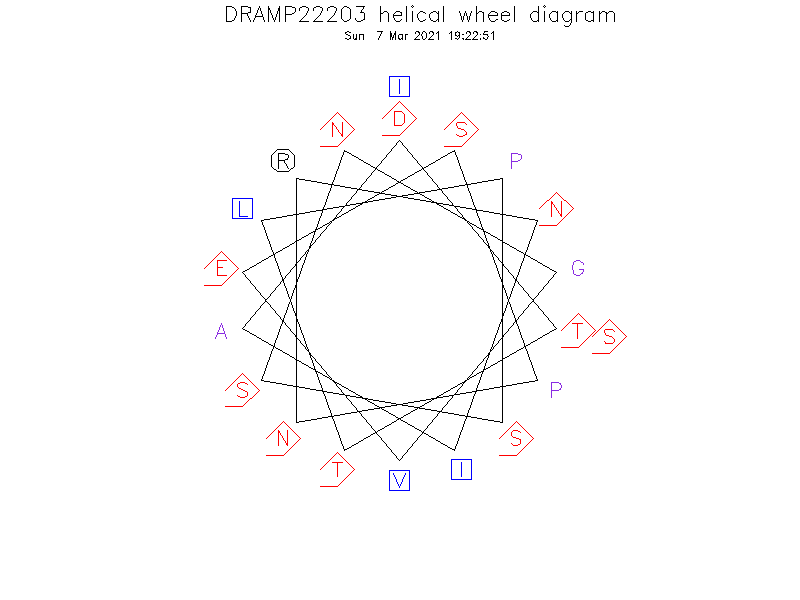 DRAMP22203 helical wheel diagram
Sun 7 Mar 2021 19:22:51
I
N D S
R P
L N
E G
A T S
S P
N S
T V I